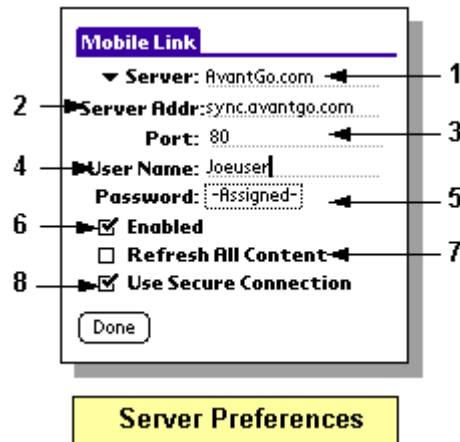 Mobile Link
Server: AvantGo.com 1
2 Server Addr: sync.avantgo.com
Port: 80 3
4 User Name: Joeuser
Password: -Assigned- 5
6 Enabled
Refresh All Content 7
8 Use Secure Connection
Done
Server Preferences